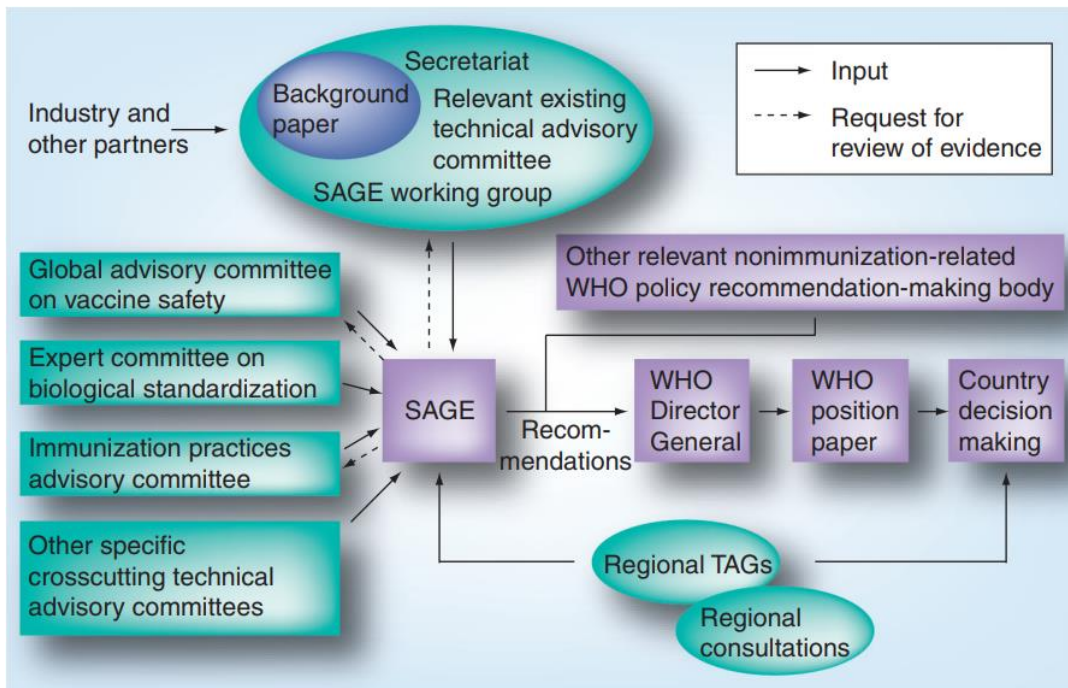 Industry and
other partners
Background
paper
Secretariat
Relevant existing
technical advisory
committee
SAGE working group
Input
Request for
review of evidence
Other relevant nonimmunization-related
WHO policy recommendation-making body
Global advisory committee
on vaccine safety
Expert committee on
biological standardization
Immunization practices
advisory committee
Other specific
crosscutting technical
advisory committees
SAGE
Recom-
mendations
WHO
Director
General
WHO
position
paper
Country
decision
making
Regional TAGs
Regional
consultations